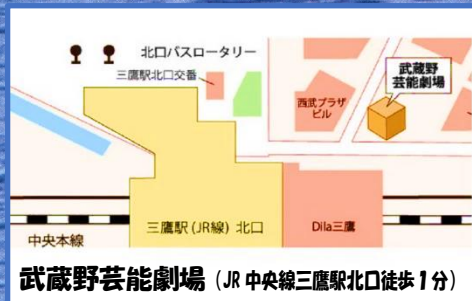 北口バスロータリー
三鷹駅北口交番
武蔵野
芸能劇場
西武プラザ
ビル
三鷹駅(JR線) 北口
Dila三鷹
中央本線
武蔵野芸能劇場（JR中央線三鷹駅北口徒歩1分）